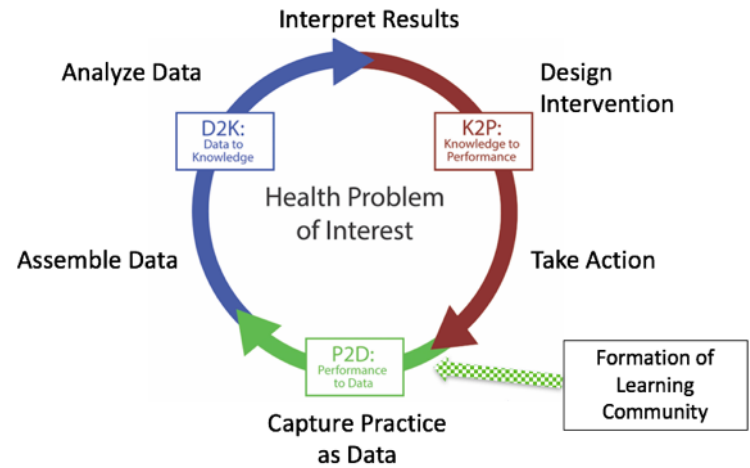 Interpret Results
Analyze Data
Design
Intervention
D2K:
Data to
Knowledge
K2P:
Knowledge to
Performance
Health Problem
of Interest
Assemble Data
Take Action
P2D:
Performance
to Data
Formation of
Learning
Community
Capture Practice
as Data